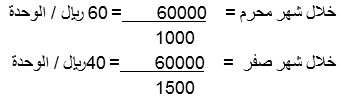 خلال شهر محرم = 60000 = 60 ريال / الوحدة
1000
خلال شهر صفر = 60000 = 40ريال / الوحدة
1500